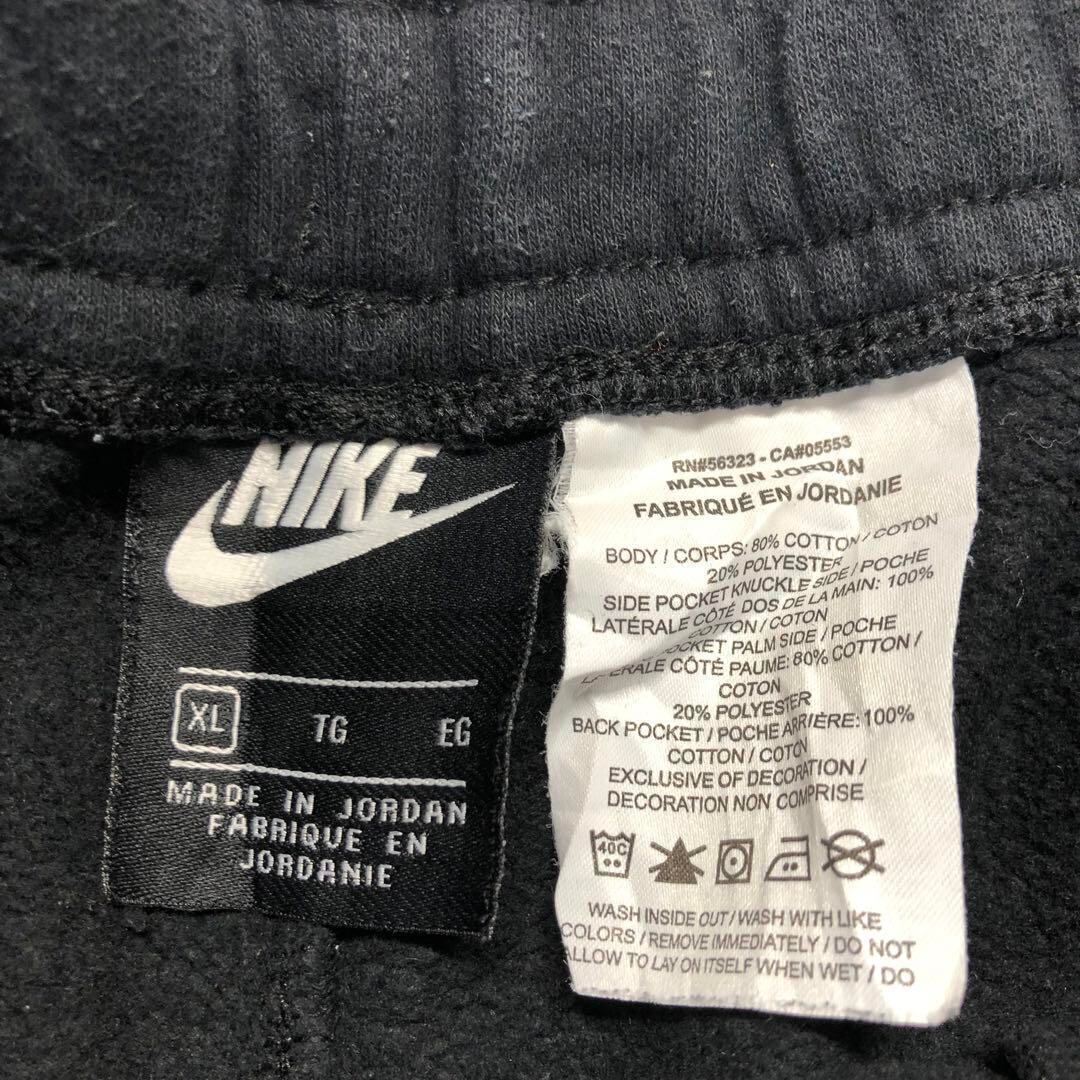 NIKE
XL TG EG
MADE IN JORDAN
FABRIQUE EN
JORDANIE
RN#56323 - CA#05553
MADE IN JORDAN
FABRIQUÉ EN JORDANIE
BODY / CORPS: 80% COTTON / COTON
20% POLYESTER
SIDE POCKET KNUCKLE SIDE / POCHE
LATÉRALE CÔTÉ DOS DE LA MAIN: 100%
COTTON / COTON
POCKET PALM SIDE / POCHE
CÔTÉ PAUME: 80% COTTON /
COTON
20% POLYESTER
BACK POCKET / POCHE ARRIÈRE: 100%
COTTON / COTON
EXCLUSIVE OF DECORATION /
DECORATION NON COMPRISE
40C
WASH INSIDE OUT / WASH WITH LIKE
COLORS / REMOVE IMMEDIATELY / DO NOT
ALLOW TO LAY ON ITSELF WHEN WET / DO